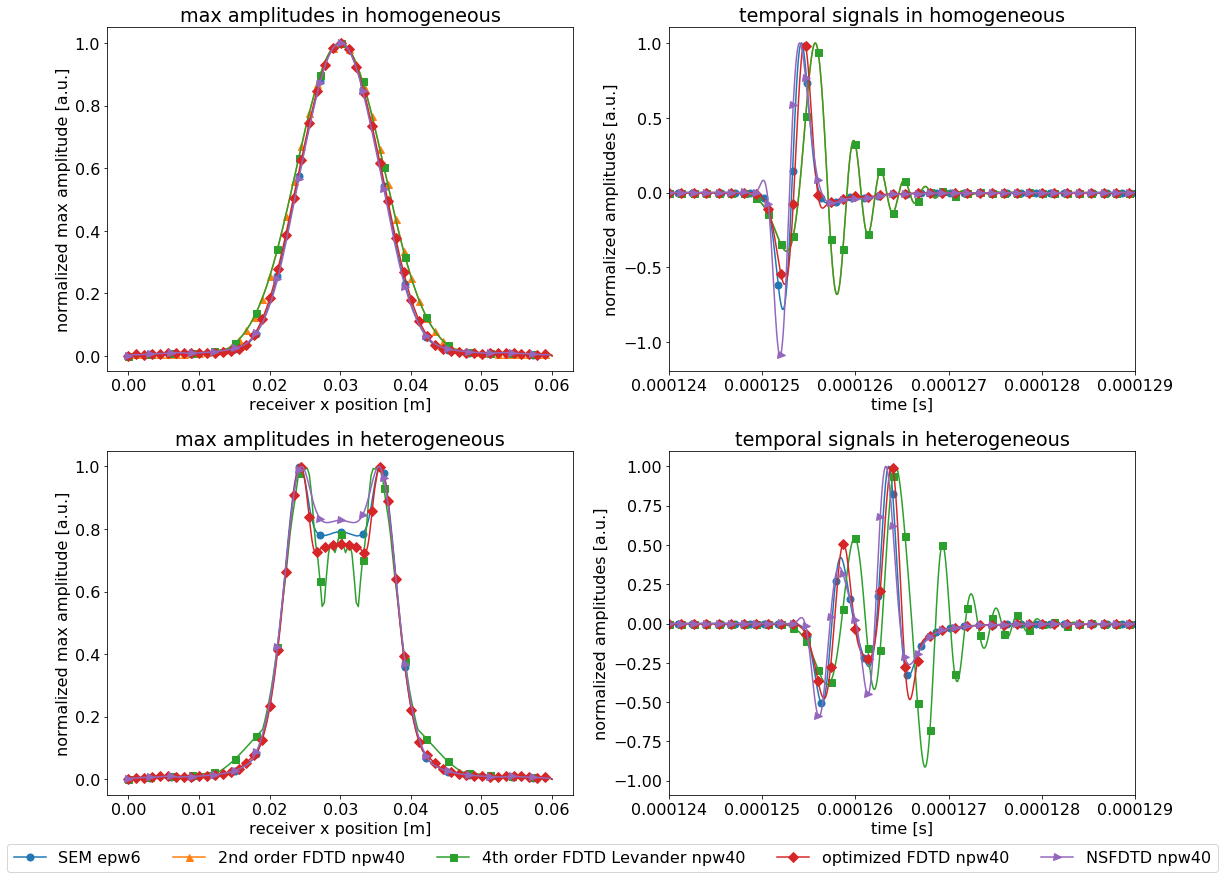 max amplitudes in homogeneous
normalized max amplitude [a.u.]
1.0
0.8
0.6
0.4
0.2
0.0
0.00 0.01 0.02 0.03 0.04 0.05 0.06
receiver x position [m]
temporal signals in homogeneous
normalized amplitudes [a.u.]
1.0
0.5
0.0
−0.5
−1.0
0.000124 0.000125 0.000126 0.000127 0.000128 0.000129
time [s]
max amplitudes in heterogeneous
normalized max amplitude [a.u.]
1.0
0.8
0.6
0.4
0.2
0.0
0.00 0.01 0.02 0.03 0.04 0.05 0.06
receiver x position [m]
temporal signals in heterogeneous
normalized amplitudes [a.u.]
1.00
0.75
0.50
0.25
0.00
−0.25
−0.50
−0.75
−1.00
0.000124 0.000125 0.000126 0.000127 0.000128 0.000129
time [s]
SEM epw6 2nd order FDTD npw40 4th order FDTD Levander npw40 optimized FDTD npw40 NSFDTD npw40